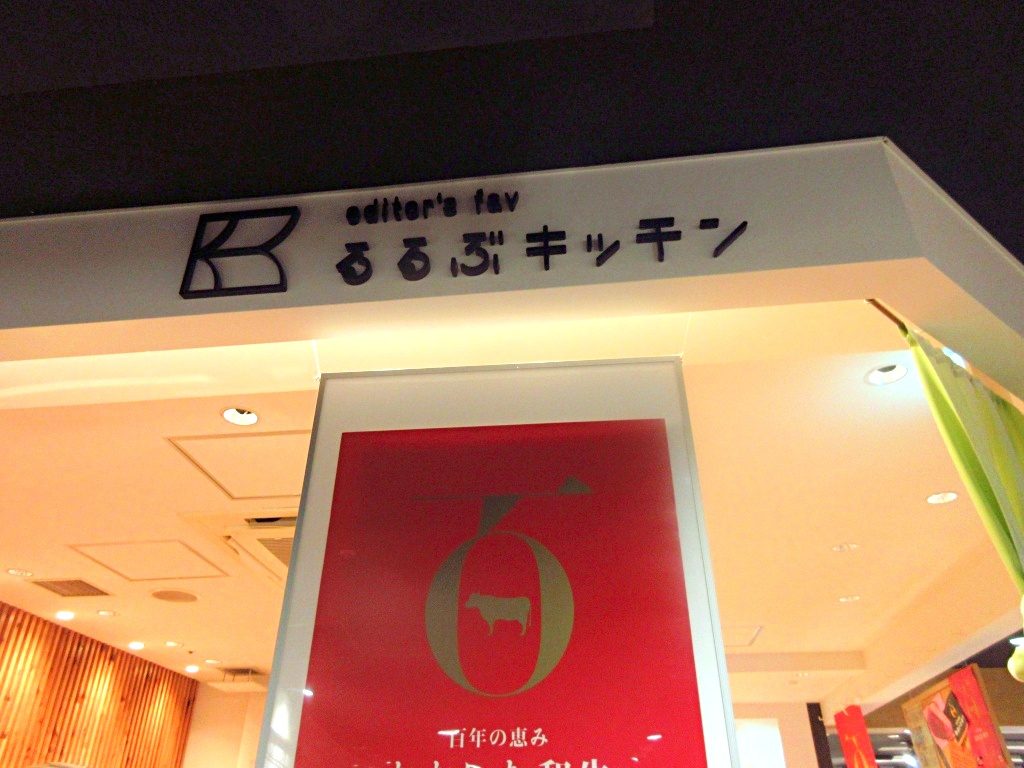 editor's fav
るるぶキッチン
百年の恵み